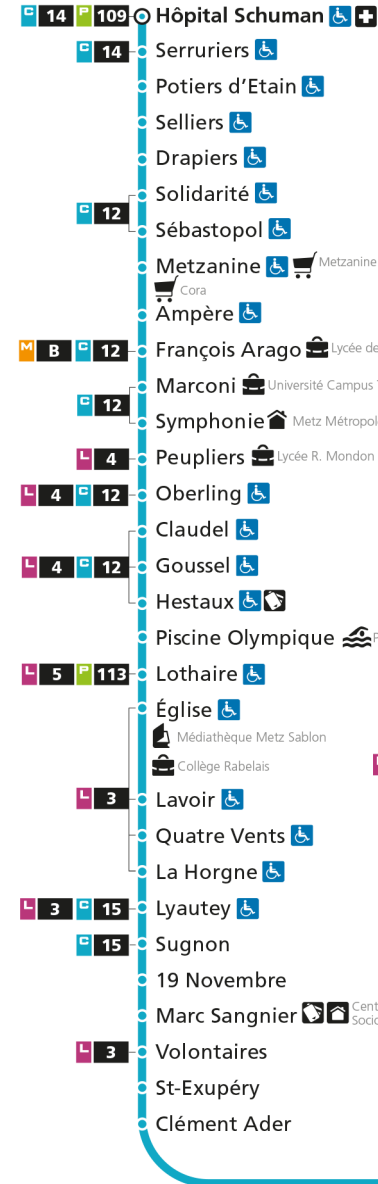 C 14 P 109 Hôpital Schuman
C 14 Serruriers
Potiers d'Etain
Selliers
Drapiers
Solidarité
C 12
Sébastopol
Metzanine Metzanine
Cora
Ampère
M B C 12 François Arago Lycée de
Marconi Université Campus
C 12
Symphonie Metz Métropol
L 4 Peupliers Lycée R. Mondon
L 4 C 12 Oberling
Claudel
L 4 C 12 Goussel
Hestaux
Piscine Olympique
L 5 P 113 Lothaire
Église
Médiathèque Metz Sablon
Collège Rabelais
L 3 Lavoir
Quatre Vents
La Horgne
L 3 C 15 Lyautey
C 15 Sugnon
19 Novembre
Marc Sangnier Cent
Socio
L 3 Volontaires
St-Exupéry
Clément Ader